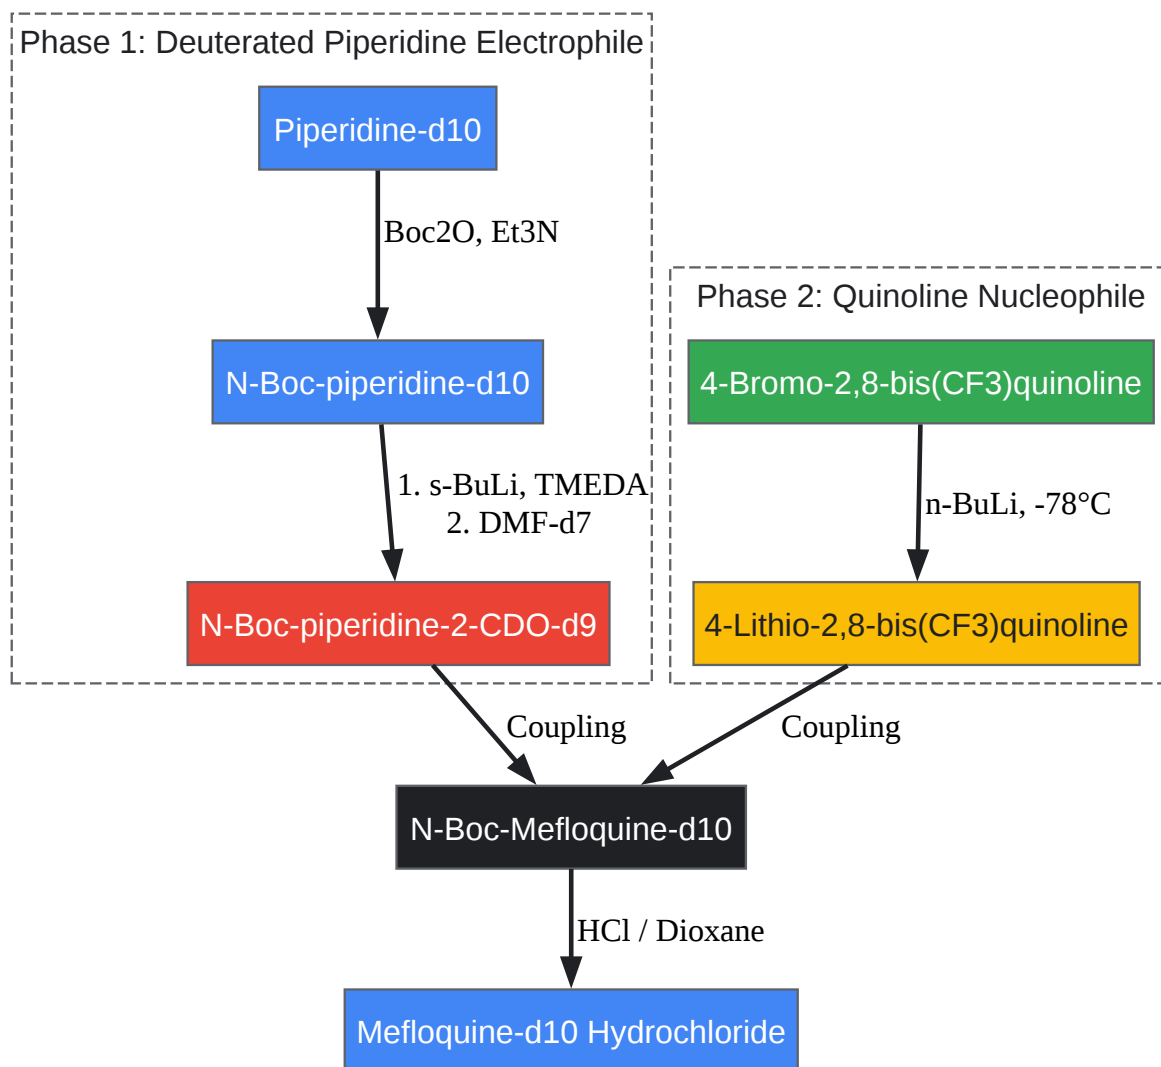 Phase 1: Deuterated Piperidine Electrophile
Piperidine-d10
Boc2O, Et3N
N-Boc-piperidine-d10
1. s-BuLi, TMEDA
2. DMF-d7
N-Boc-piperidine-2-CDO-d9
Phase 2: Quinoline Nucleophile
4-Bromo-2,8-bis(CF3)quinoline
n-BuLi, -78°C
4-Lithio-2,8-bis(CF3)quinoline
Coupling
Coupling
N-Boc-Mefloquine-d10
HCl / Dioxane
Mefloquine-d10 Hydrochloride